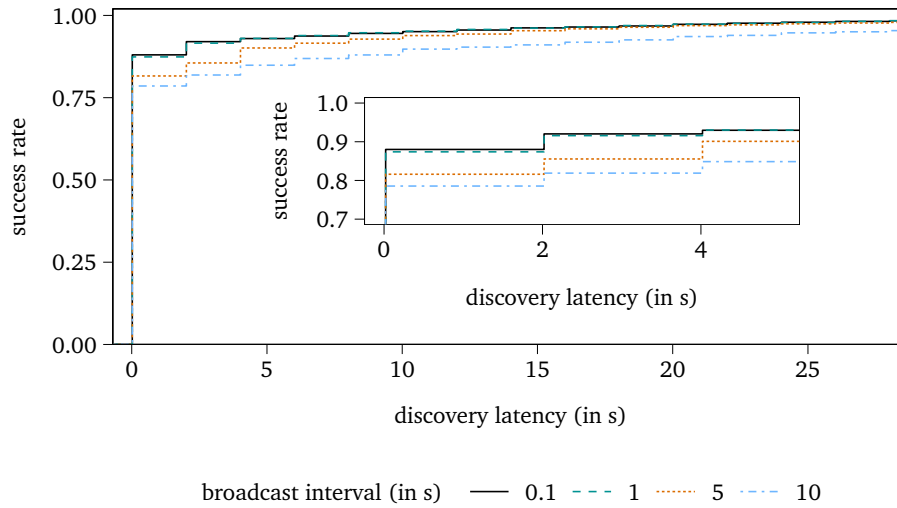 1.00
0.75
0.50
0.25
0.00
success rate
0 5 10 15 20 25
discovery latency (in s)
1.0
0.9
0.8
0.7
success rate
0 2 4
discovery latency (in s)
broadcast interval (in s) 0.1 1 5 10